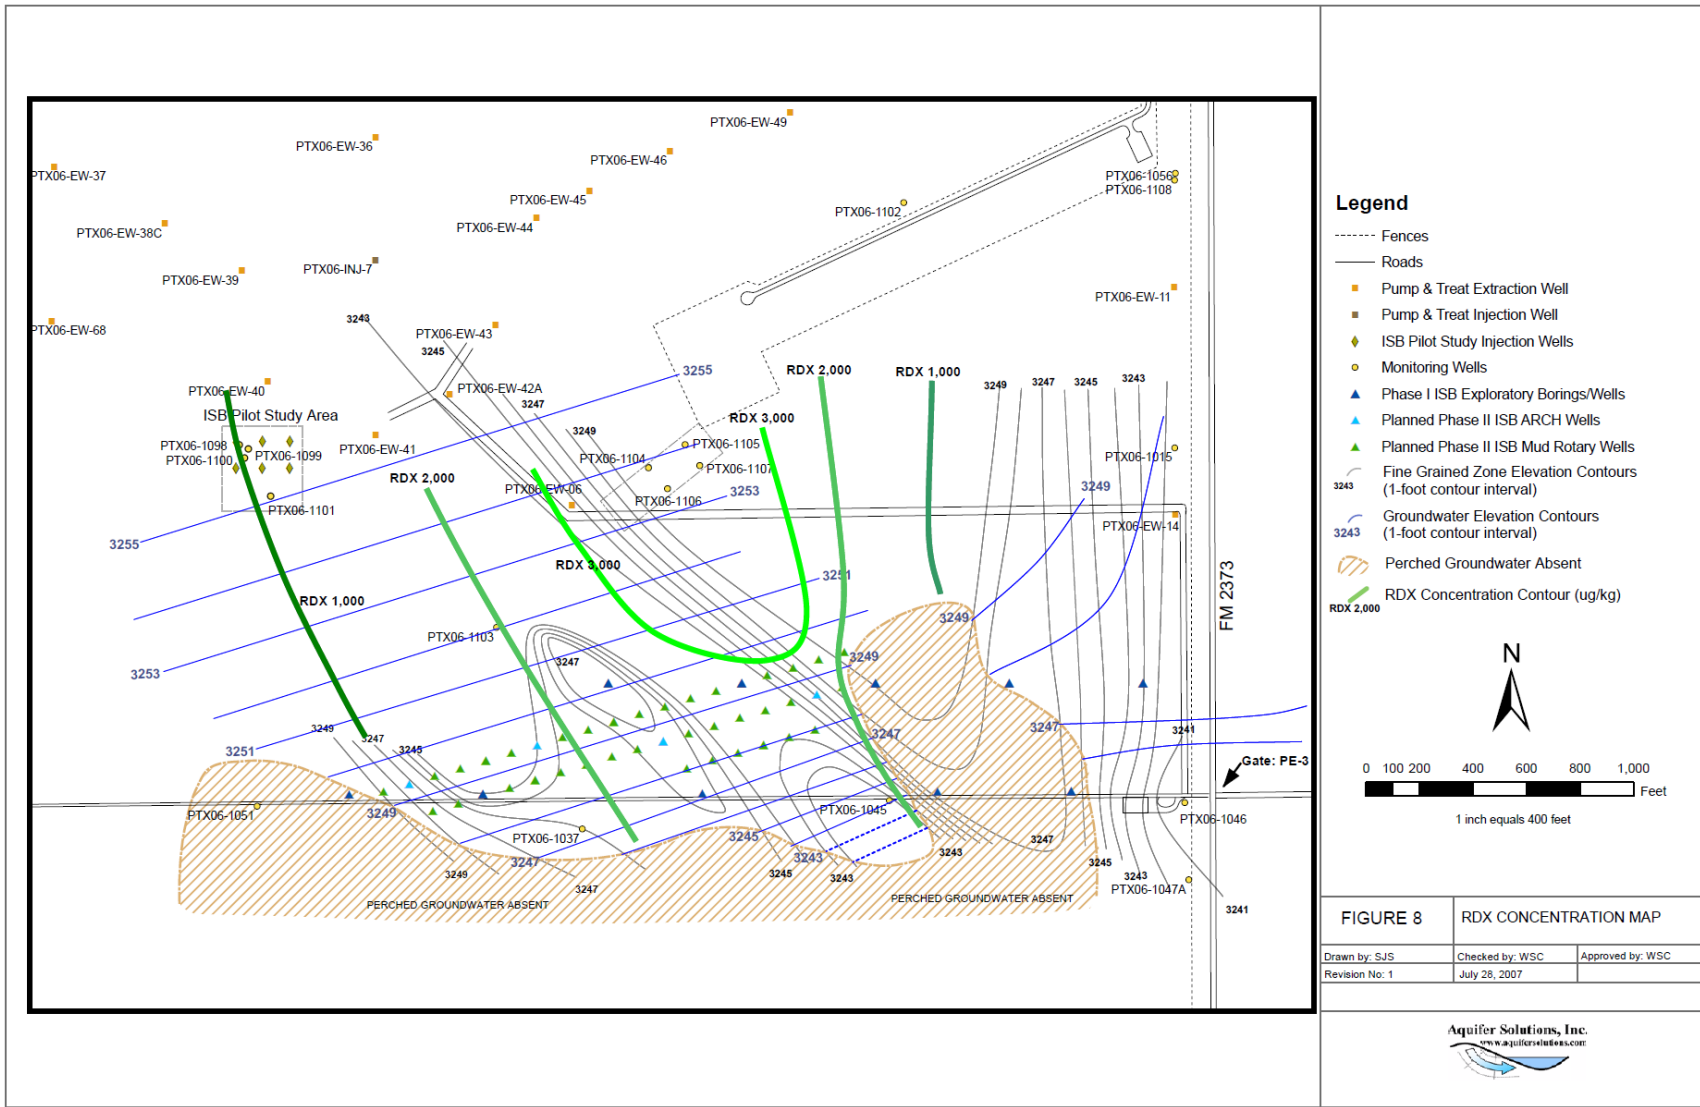 PTX06-EW-49
PTX06-EW-36
PTX06-EW-46
PTX06-EW-37
PTX06-1056
PTX06-1108
PTX06-EW-45
PTX06-1102
PTX06-EW-44
PTX06-EW-38C
PTX06-INJ-7
PTX06-EW-39
PTX06-EW-11
3243
PTX06-EW-68
PTX06-EW-43
3245
3255
RDX 2,000
RDX 1,000
PTX06-EW-40
PTX06-EW-42A
3249
3247
3245
3243
3247
ISB Pilot Study Area
RDX 3,000
3249
PTX06-1098
PTX06-1099
PTX06-1100
PTX06-EW-41
PTX06-1105
PTX06-1104
PTX06-1107
PTX06-1015
RDX 2,000
PTX06-EW-06
3253
3249
PTX06-1106
PTX06-1101
PTX06-EW-14
3255
RDX 3,000
3251
FM 2373
RDX 1,000
3249
PTX06-1103
3249
3247
3253
3249
3247
3247
3241
3251
3247
3245
Gate: PE-3
PTX06-1051
3249
PTX06-1045
PTX06-1046
PTX06-1037
3245
3247
3243
3243
3245
3247
3249
3247
3245
3243
3243
PTX06-1047A
PERCHED GROUNDWATER ABSENT
PERCHED GROUNDWATER ABSENT
3241
Legend
Fences
Roads
Pump & Treat Extraction Well
Pump & Treat Injection Well
ISB Pilot Study Injection Wells
Monitoring Wells
Phase I ISB Exploratory Borings/Wells
Planned Phase II ISB ARCH Wells
Planned Phase II ISB Mud Rotary Wells
Fine Grained Zone Elevation Contours
3243 (1-foot contour interval)
Groundwater Elevation Contours
3243 (1-foot contour interval)
Perched Groundwater Absent
RDX Concentration Contour (ug/kg)
RDX 2,000
N
0 100 200 400 600 800 1,000
Feet
1 inch equals 400 feet
FIGURE 8 RDX CONCENTRATION MAP
Drawn by: SJS Checked by: WSC Approved by: WSC
Revision No: 1 July 28, 2007
Aquifer Solutions, Inc.
www.aquifersolutions.com